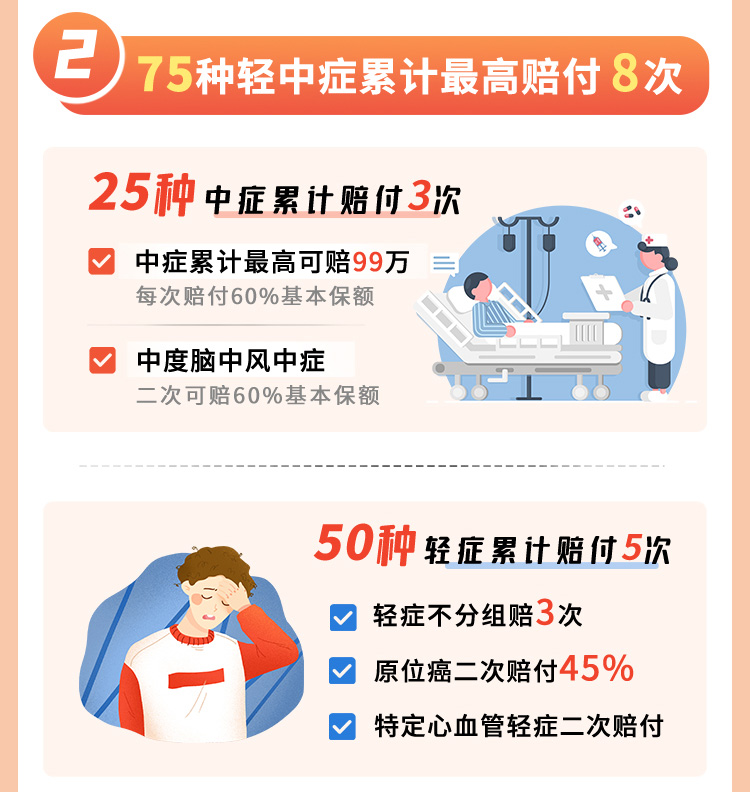 2
75种轻中症累计最高赔付8次
25种中症累计赔付3次
中症累计最高可赔99万
每次赔付60%基本保额
中度脑中风中症
二次可赔60%基本保额
50种轻症累计赔付5次
轻症不分组赔3次
原位癌二次赔付45%
特定心血管轻症二次赔付